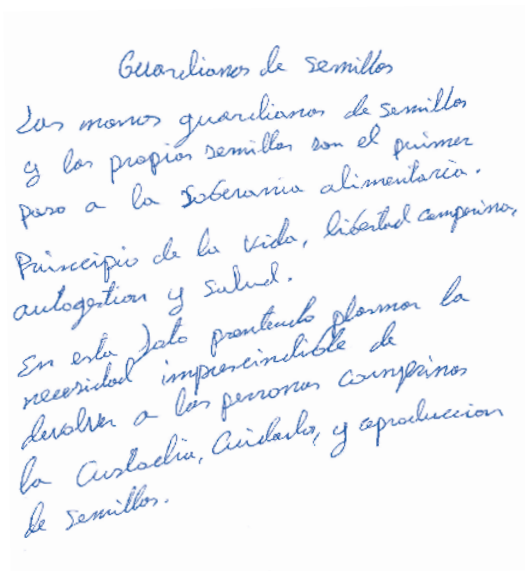 Guardianas de semillas
Las manos guardianas de semillas
y las propias semillas son el primer
paso a la soberania alimentaria.
Principio de la vida, libertad campesina,
autogestion y salud.
En esta foto pretendo plasmar la
necesidad imprescindible de
devolver a las personas campesinas
la custodia, cuidado, y reproduccion
de semillas.